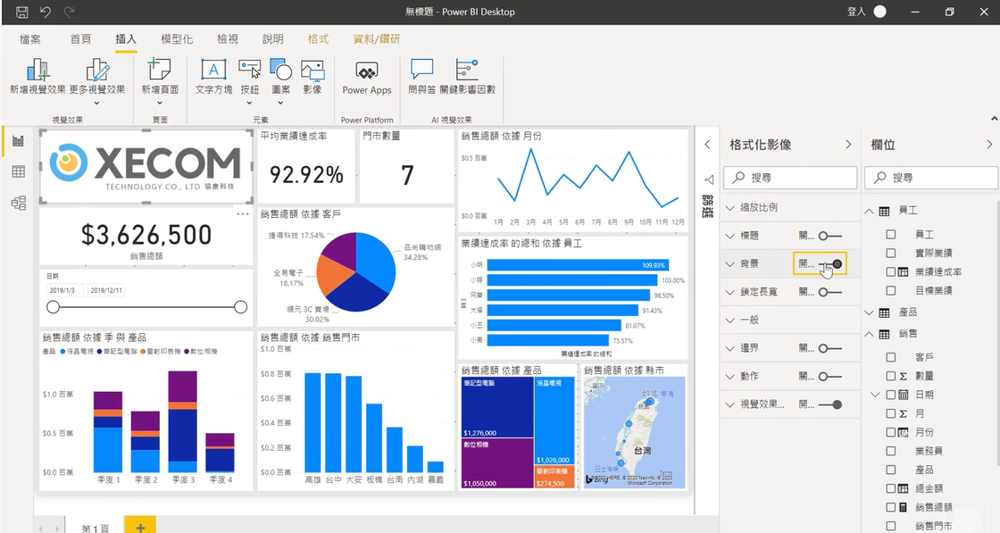 無標題 - Power BI Desktop
登入
檔案 首頁 插入 模型化 檢視 說明 格式 資料/鑽研
新增視覺效果 更多視覺效果 新增頁面 文字方塊 按鈕 圖案 影像 Power Apps 問與答 關鍵影響因數
視覺效果 頁面 元素 Power Platform AI 視覺效果
XECOM
TECHNOLOGY CO., LTD 協康科技
平均業績達成率
92.92%
門市數量
7
銷售總額 依據 月份
$0.5 百萬
$0.0 百萬
1月 2月 3月 4月 5月 6月 7月 8月 9月 10月 11月 12月
$3,626,500
銷售總額
日期
2019/1/3 2019/12/11
銷售總額 依據 客戶
獲得科技 17.54%
品尚購物網
34.28%
全易電子
18.17%
順元 3C 賣場
30.02%
業績達成率 的總和 依據 員工
員工
小明 109.93%
小婷 103.00%
阿華 98.50%
大福 91.43%
小王 81.07%
小美 73.57%
業績達成率 的總和
銷售總額 依據 季 與 產品
產品 液晶電視 筆記型電腦 雷射印表機 數位相機
$1.0 百萬
$0.5 百萬
$0.0 百萬
季度 1 季度 2 季度 3 季度 4
銷售總額 依據 銷售門市
$1.0 百萬
$0.8 百萬
$0.6 百萬
$0.4 百萬
$0.2 百萬
$0.0 百萬
高雄 台中 大安 板橋 台南 內湖 嘉義
銷售總額 依據 產品
筆記型電腦
$1,276,000
液晶電視
$1,026,000
數位相機
$1,050,000
雷射印表機
$274,500
銷售總額 依據 縣市
台北
東海
桃園
台灣
巴士海峽
Bing
© 2020 HERE, © 2020 Navinfo, © 2020
Terms
Microsoft Corporation
篩選
格式化影像
搜尋
縮放比例
標題 關...
背景 開...
鎖定長寬 關...
一般
邊界 關...
動作 關...
視覺效果... 開...
欄位
搜尋
員工
員工
實際業績
業績達成率
目標業績
產品
銷售
客戶
數量
日期
月
月份
業務員
產品
總金額
銷售總額
銷售門市
第 1 頁